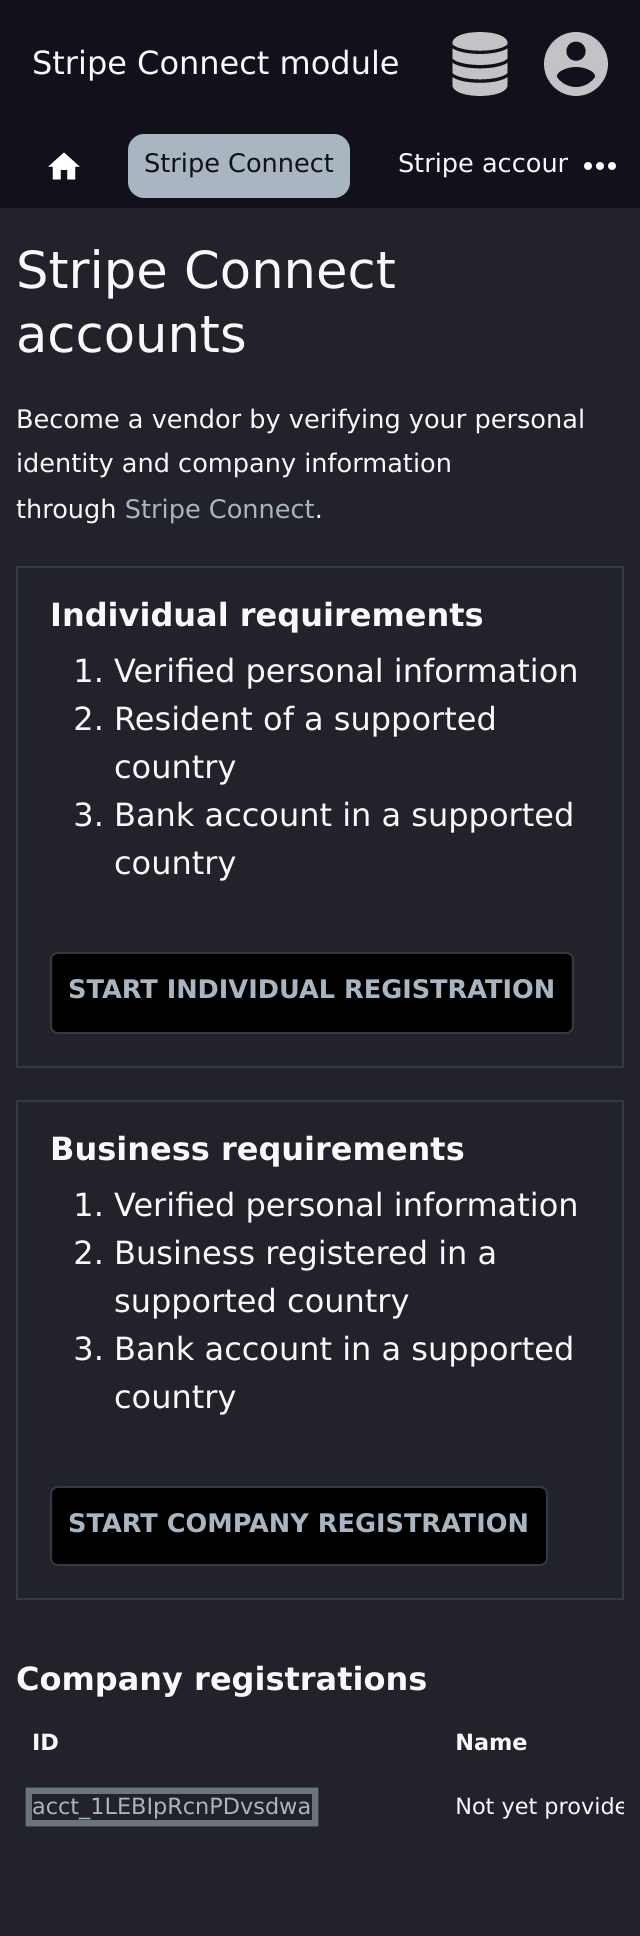 Stripe Connect module
Stripe Connect
Stripe accour
Stripe Connect
accounts
Become a vendor by verifying your personal
identity and company information
through Stripe Connect.
Individual requirements
1. Verified personal information
2. Resident of a supported
country
3. Bank account in a supported
country
START INDIVIDUAL REGISTRATION
Business requirements
1. Verified personal information
2. Business registered in a
supported country
3. Bank account in a supported
country
START COMPANY REGISTRATION
Company registrations
ID Name
acct_1LEBIpRcnPDvsdwa Not yet provide